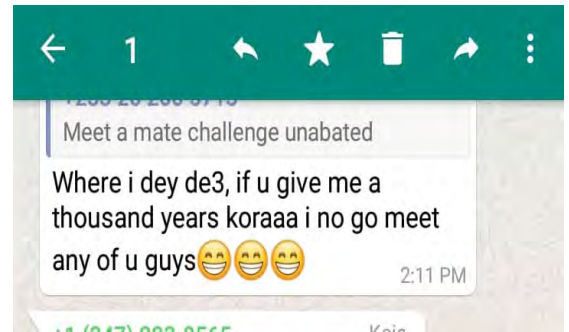 1
Meet a mate challenge unabated
Where i dey de3, if u give me a
thousand years koraaa i no go meet
any of u guys😁😁😁
2:11 PM